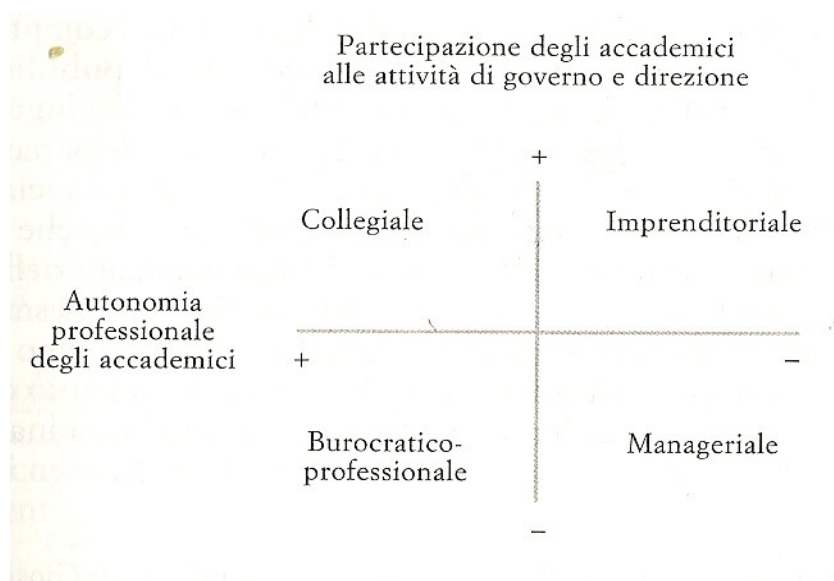 Partecipazione degli accademici
alle attività di governo e direzione
+
Collegiale
Imprenditoriale
Autonomia
professionale
degli accademici
+
−
Burocratico-
professionale
Manageriale
−